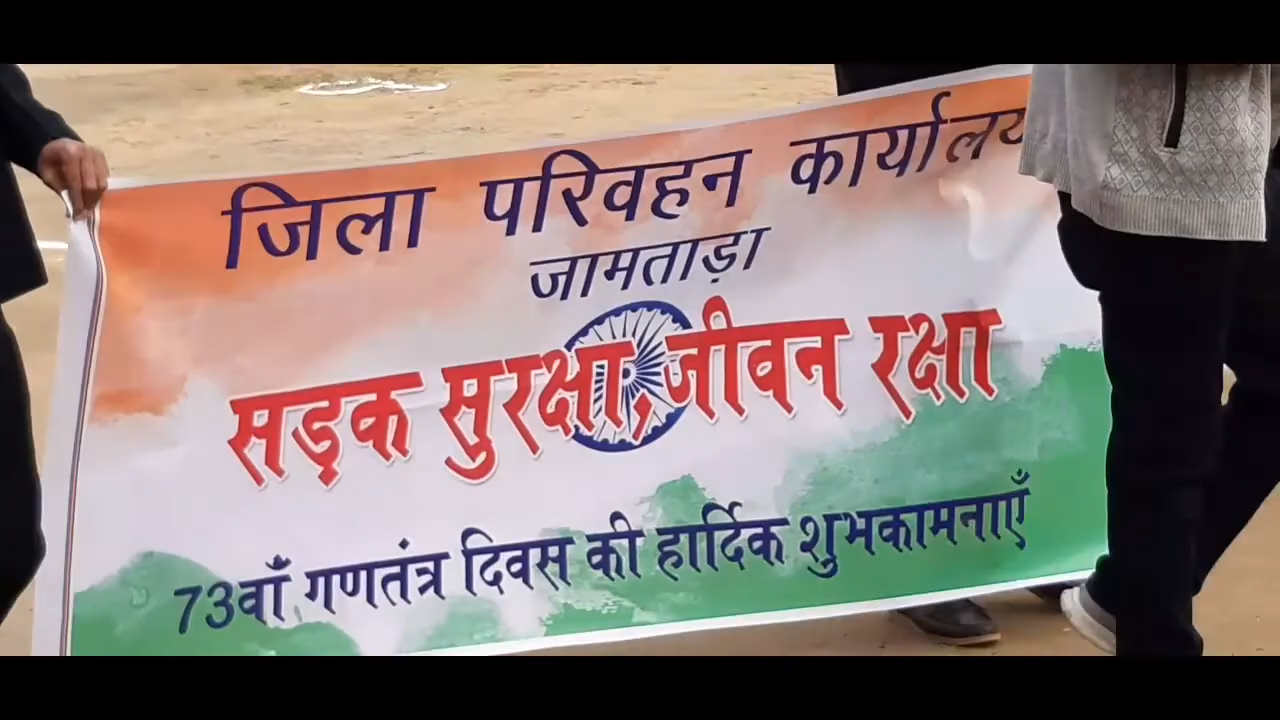 जिला परिवहन कार्यालय
जामताड़ा
सड़क सुरक्षा, जीवन रक्षा
73वाँ गणतंत्र दिवस की हार्दिक शुभकामनाएँ